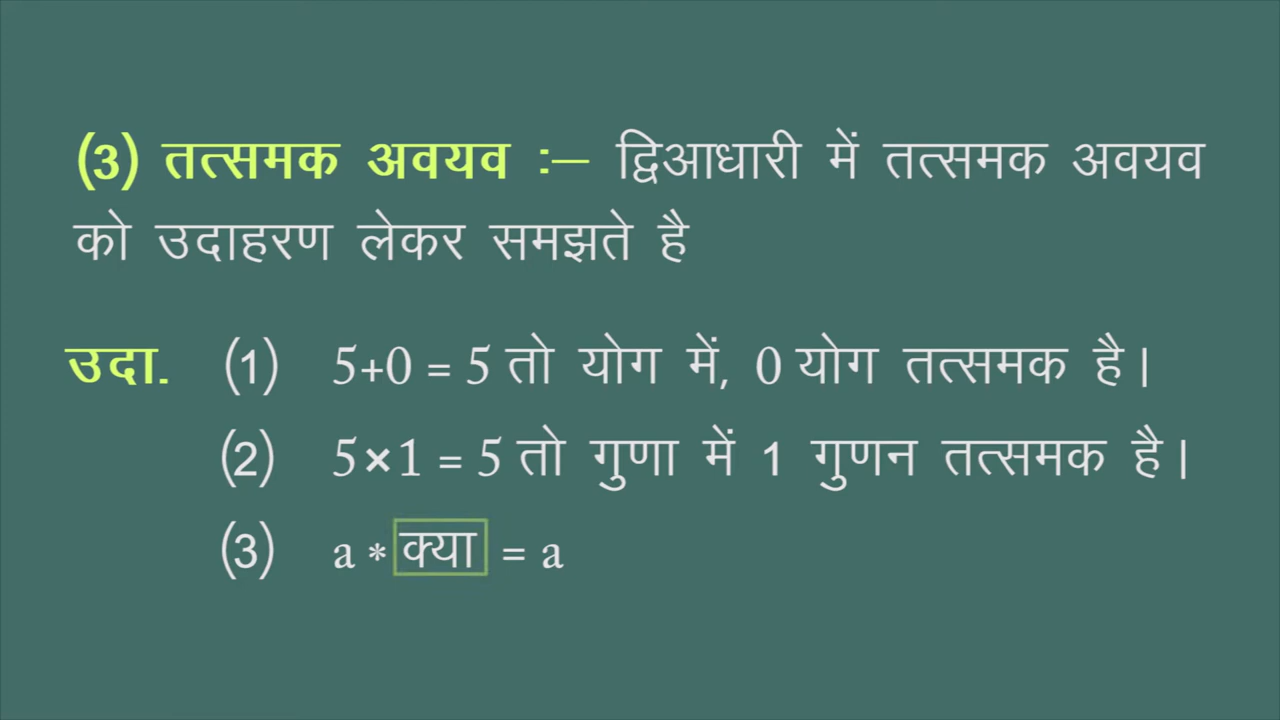 (3) तत्समक अवयव :– द्विआधारी में तत्समक अवयव
को उदाहरण लेकर समझते है
उदा. (1) 5+0 = 5 तो योग में, 0 योग तत्समक है।
(2) 5×1 = 5 तो गुणा में 1 गुणन तत्समक है।
(3) a * क्या = a